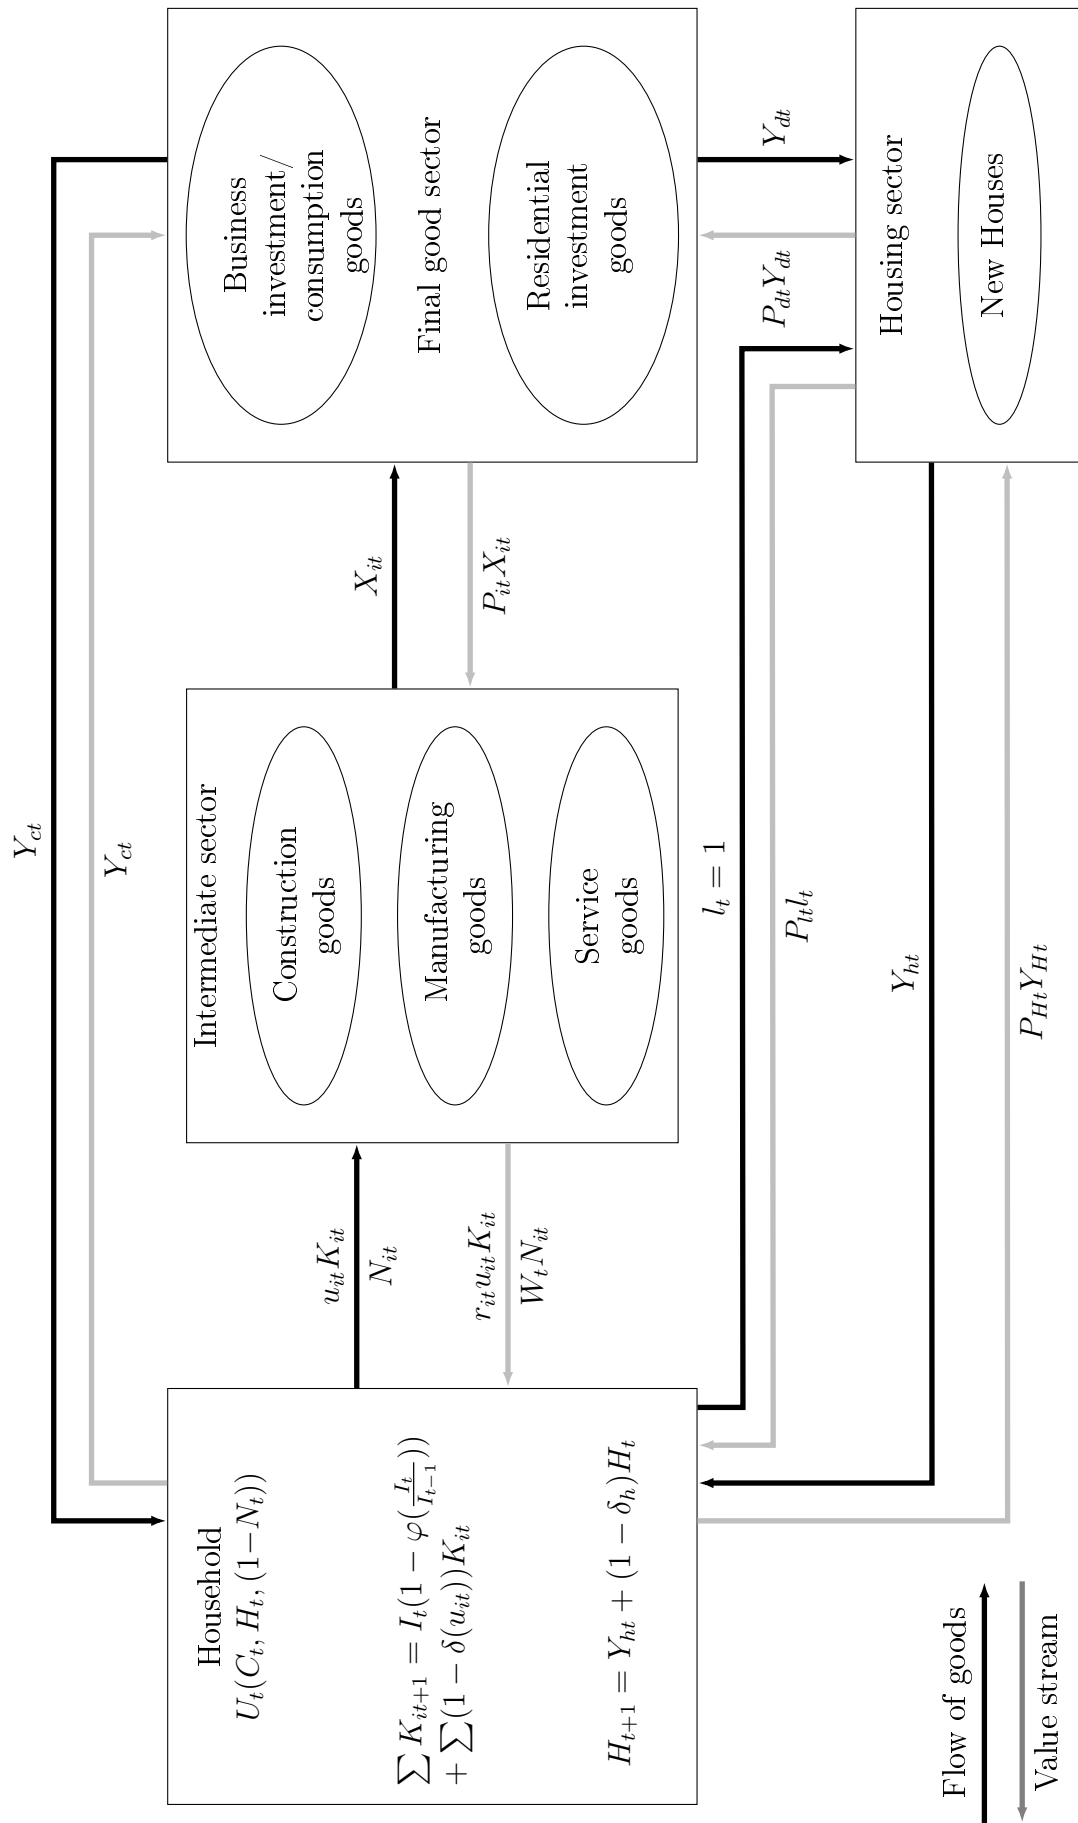 Y_{ct}
Y_{ct}
Household
U_t(C_t, H_t, (1−N_t))
∑ K_{it+1} = I_t(1 − φ(\frac{I_t}{I_{t−1}}))
+ ∑(1 − δ(u_{it}))K_{it}
H_{t+1} = Y_{ht} + (1 − δ_h)H_t
u_{it}K_{it}
N_{it}
r_{it}u_{it}K_{it}
W_tN_{it}
Intermediate sector
Construction
goods
Manufacturing
goods
Service
goods
X_{it}
P_{it}X_{it}
Business
investment/
consumption
goods
Final good sector
Residential
investment
goods
l_t = 1
P_{lt}l_t
P_{dt}Y_{dt}
Y_{dt}
Y_{ht}
P_{Ht}Y_{Ht}
Housing sector
New Houses
Flow of goods
Value stream